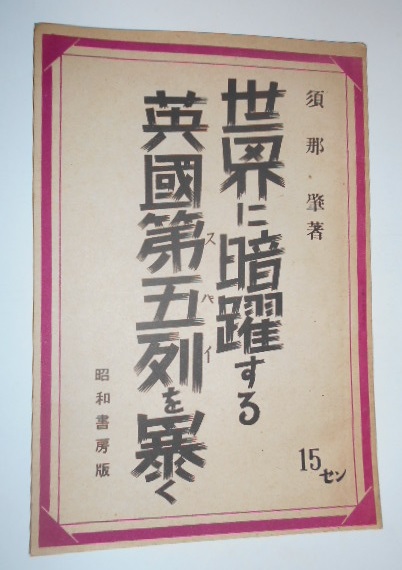 須那・肇著
世界に暗躍する
英國第五列を暴く
スパイ
昭和書房版
15セン